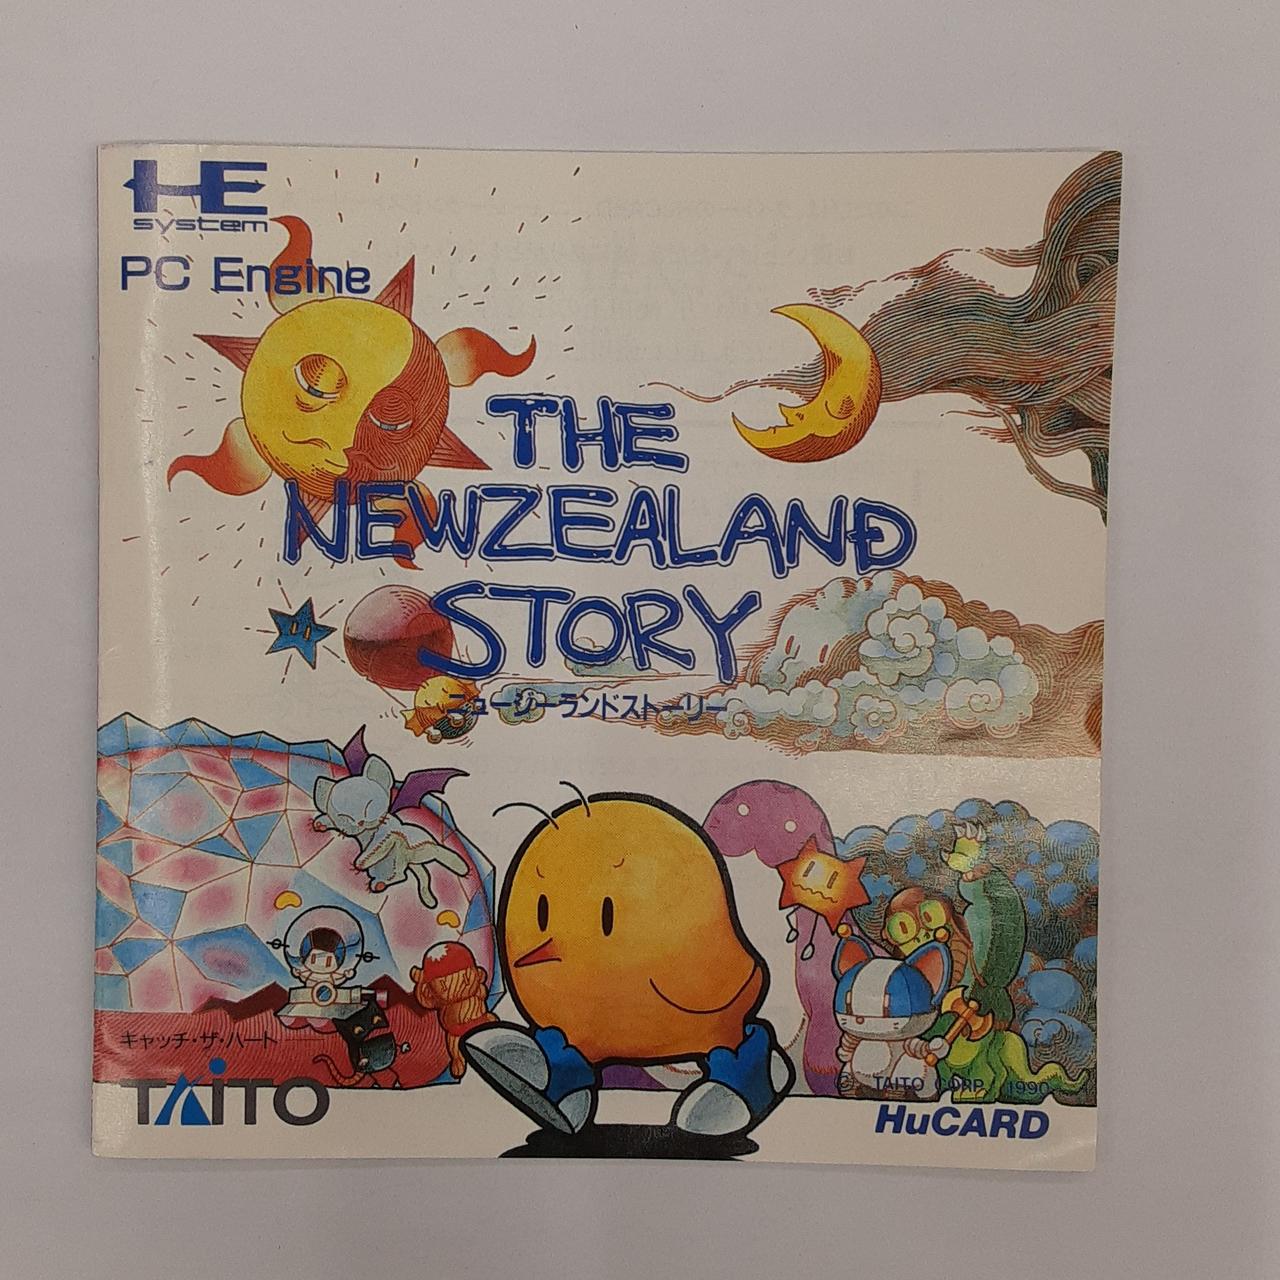 HE
system
PC Engine
THE
NEWZEALAND
STORY
ニュージーランドストーリー
キャッチ・ザ・ハート
TAITO
© TAITO CORP. 1990
HuCARD